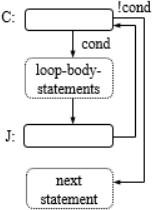 C:
!cond
cond
loop-body-
statements
J:
next
statement